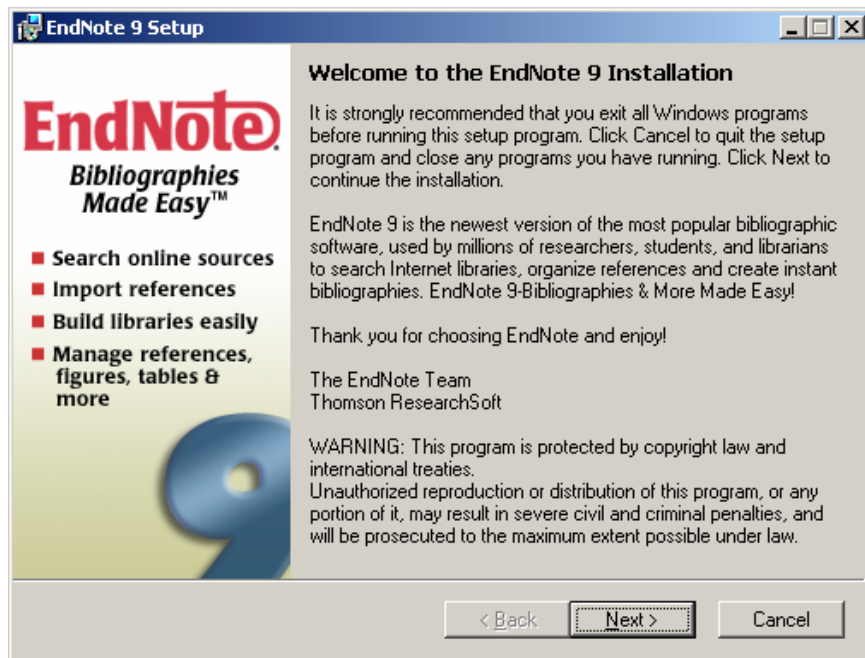 EndNote 9 Setup
EndNote
Bibliographies
Made Easy™
Search online sources
Import references
Build libraries easily
Manage references,
figures, tables &
more
9
Welcome to the EndNote 9 Installation
It is strongly recommended that you exit all Windows programs
before running this setup program. Click Cancel to quit the setup
program and close any programs you have running. Click Next to
continue the installation.
EndNote 9 is the newest version of the most popular bibliographic
software, used by millions of researchers, students, and librarians
to search Internet libraries, organize references and create instant
bibliographies. EndNote 9-Bibliographies & More Made Easy!
Thank you for choosing EndNote and enjoy!
The EndNote Team
Thomson ResearchSoft
WARNING: This program is protected by copyright law and
international treaties.
Unauthorized reproduction or distribution of this program, or any
portion of it, may result in severe civil and criminal penalties, and
will be prosecuted to the maximum extent possible under law.
< Back Next > Cancel